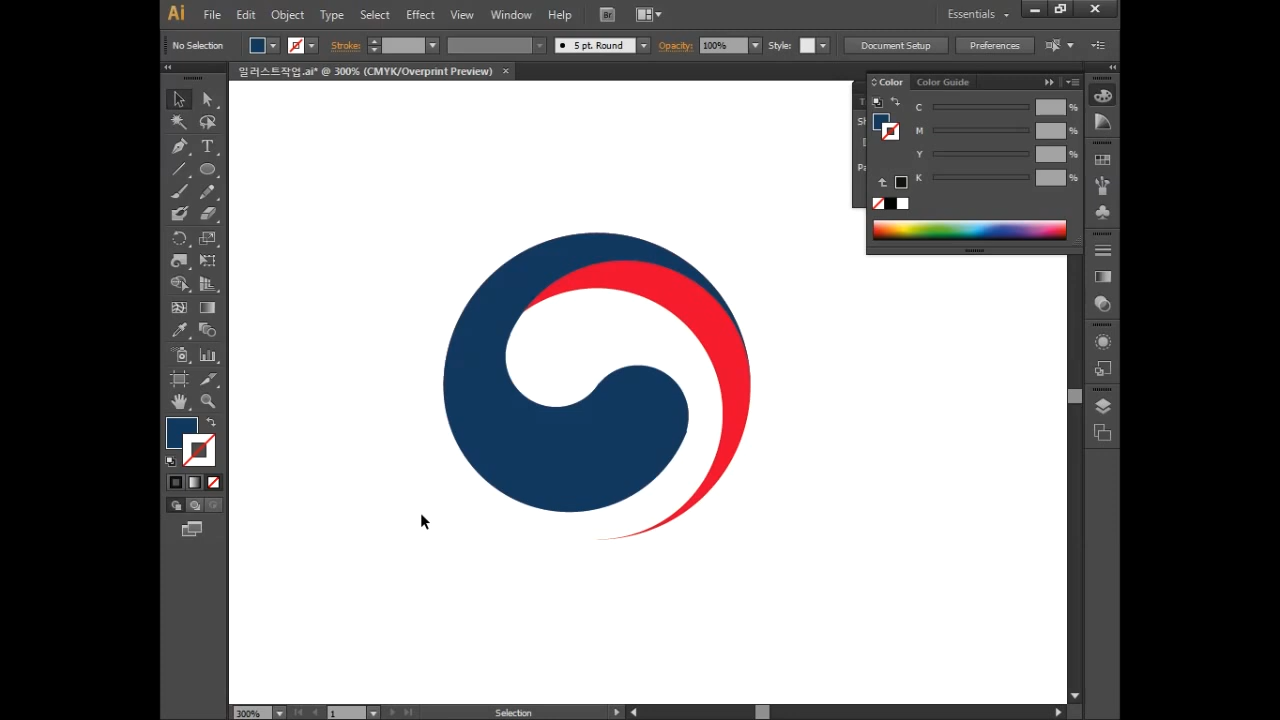 Ai File Edit Object Type Select Effect View Window Help Br Essentials
No Selection Stroke: 5 pt. Round Opacity: 100% Style: Document Setup Preferences
일러스트작업.ai* @ 300% (CMYK/Overprint Preview) ×
Color Color Guide
C %
M %
Y %
K %
T
300% 1 Selection